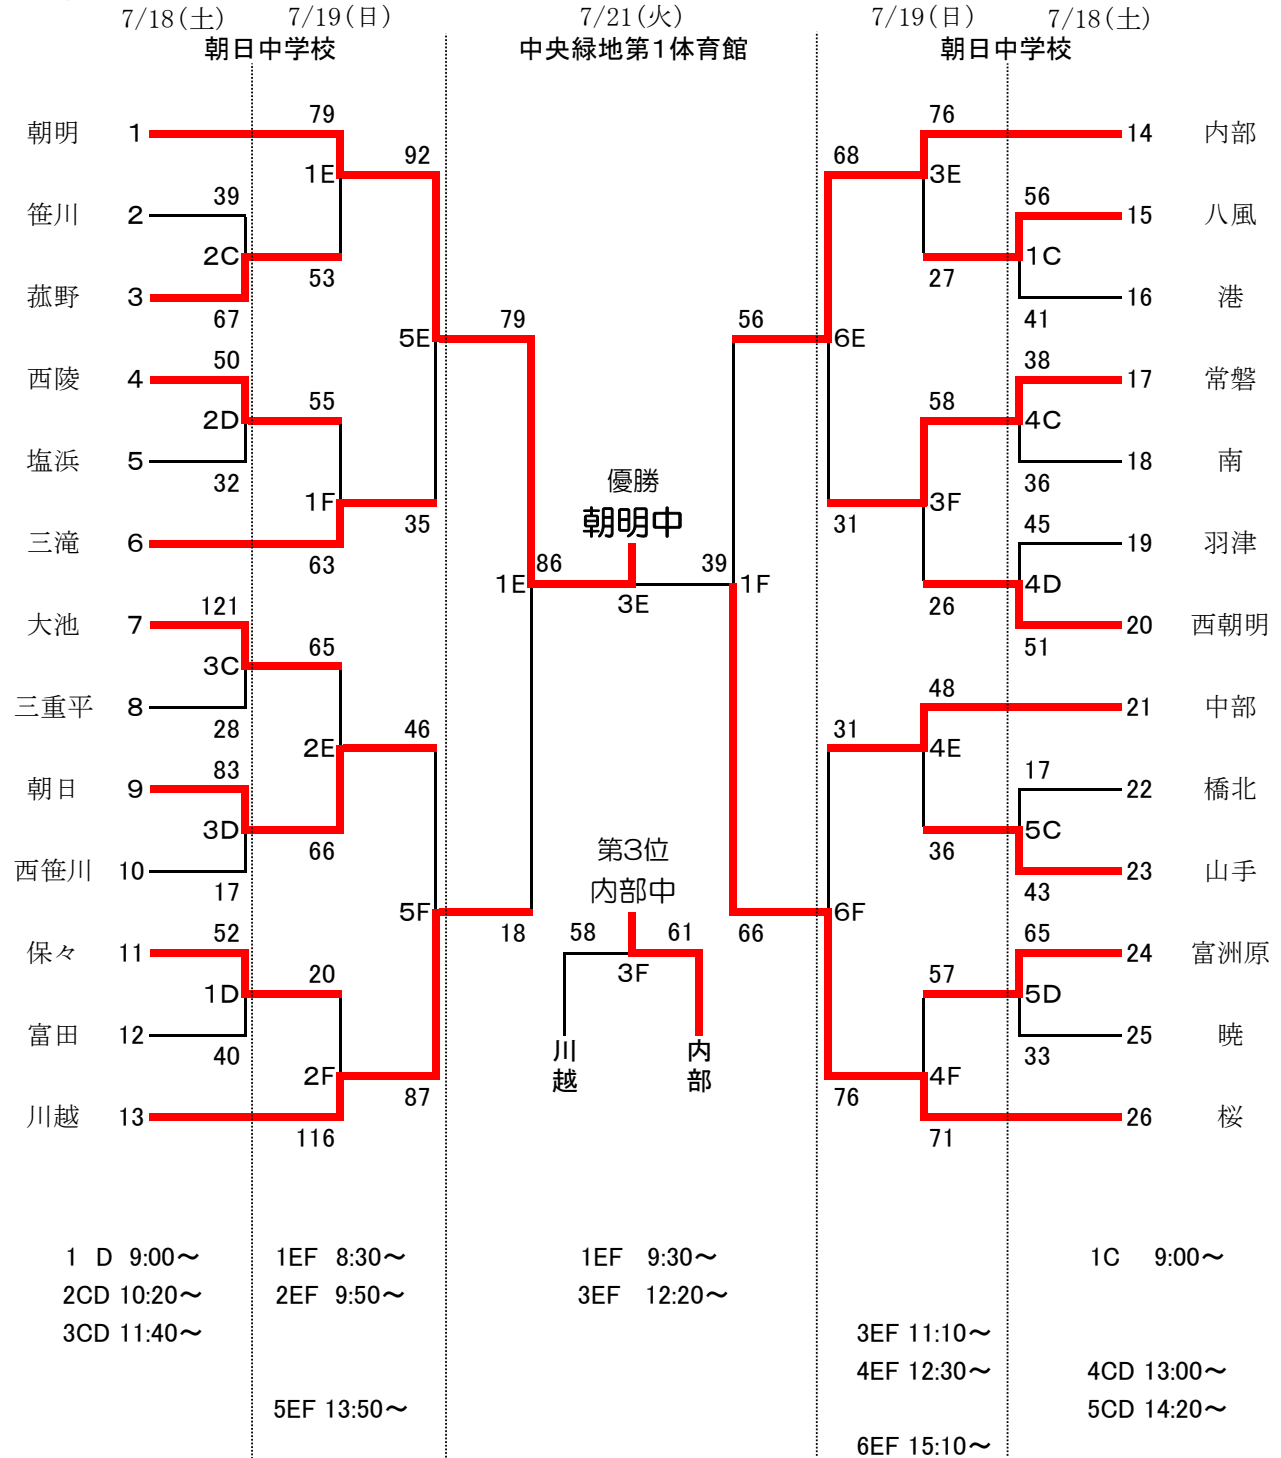 7/18(土) 7/19(日) 7/21(火) 7/19(日) 7/18(土)
朝日中学校 中央緑地第1体育館 朝日中学校
79 76
朝明 1 14 内部
92 68
1E 3E
39 56
笹川 2 15 八風
2C 1C
53 27
菰野 3 16 港
67 79 56 41
5E 6E
50 38
西陵 4 17 常磐
55 58
2D 4C
塩浜 5 18 南
32 優勝 36
1F 3F
35 朝明中 31
三滝 6 45 19 羽津
63 86 39
1E 3E 1F 4D
121 26
大池 7 20 西朝明
65 51
3C
48
三重平 8 21 中部
28 46 31
2E 4E
83 17
朝日 9 22 橋北
3D 5C
66 第3位 36
西笹川 10 内部中 23 山手
17 43
5F 6F
52 18 58 61 66 65
保々 11 24 富洲原
20 3F 57
1D 5D
富田 12 25 暁
40 川越 内部 33
2F 4F
87 76
川越 13 26 桜
116 71
1 D 9:00～ 1EF 8:30～ 1EF 9:30～ 1C 9:00～
2CD 10:20～ 2EF 9:50～ 3EF 12:20～
3CD 11:40～ 3EF 11:10～
4EF 12:30～ 4CD 13:00～
5EF 13:50～ 5CD 14:20～
6EF 15:10～